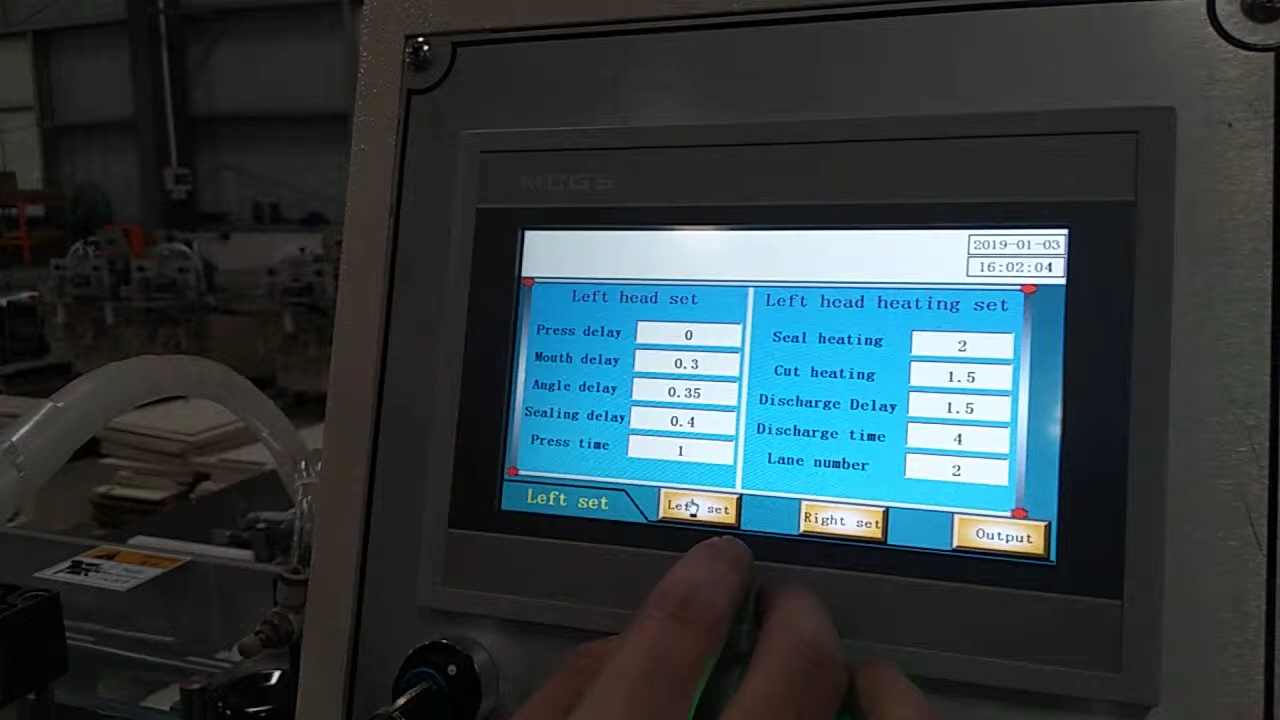 MCGS
2019-01-03
16:02:04
Left head set
Press delay 0
Mouth delay 0.3
Angle delay 0.35
Sealing delay 0.4
Press time 1
Left head heating set
Seal heating 2
Cut heating 1.5
Discharge Delay 1.5
Discharge time 4
Lane number 2
Left set
Left set
Right set
Output